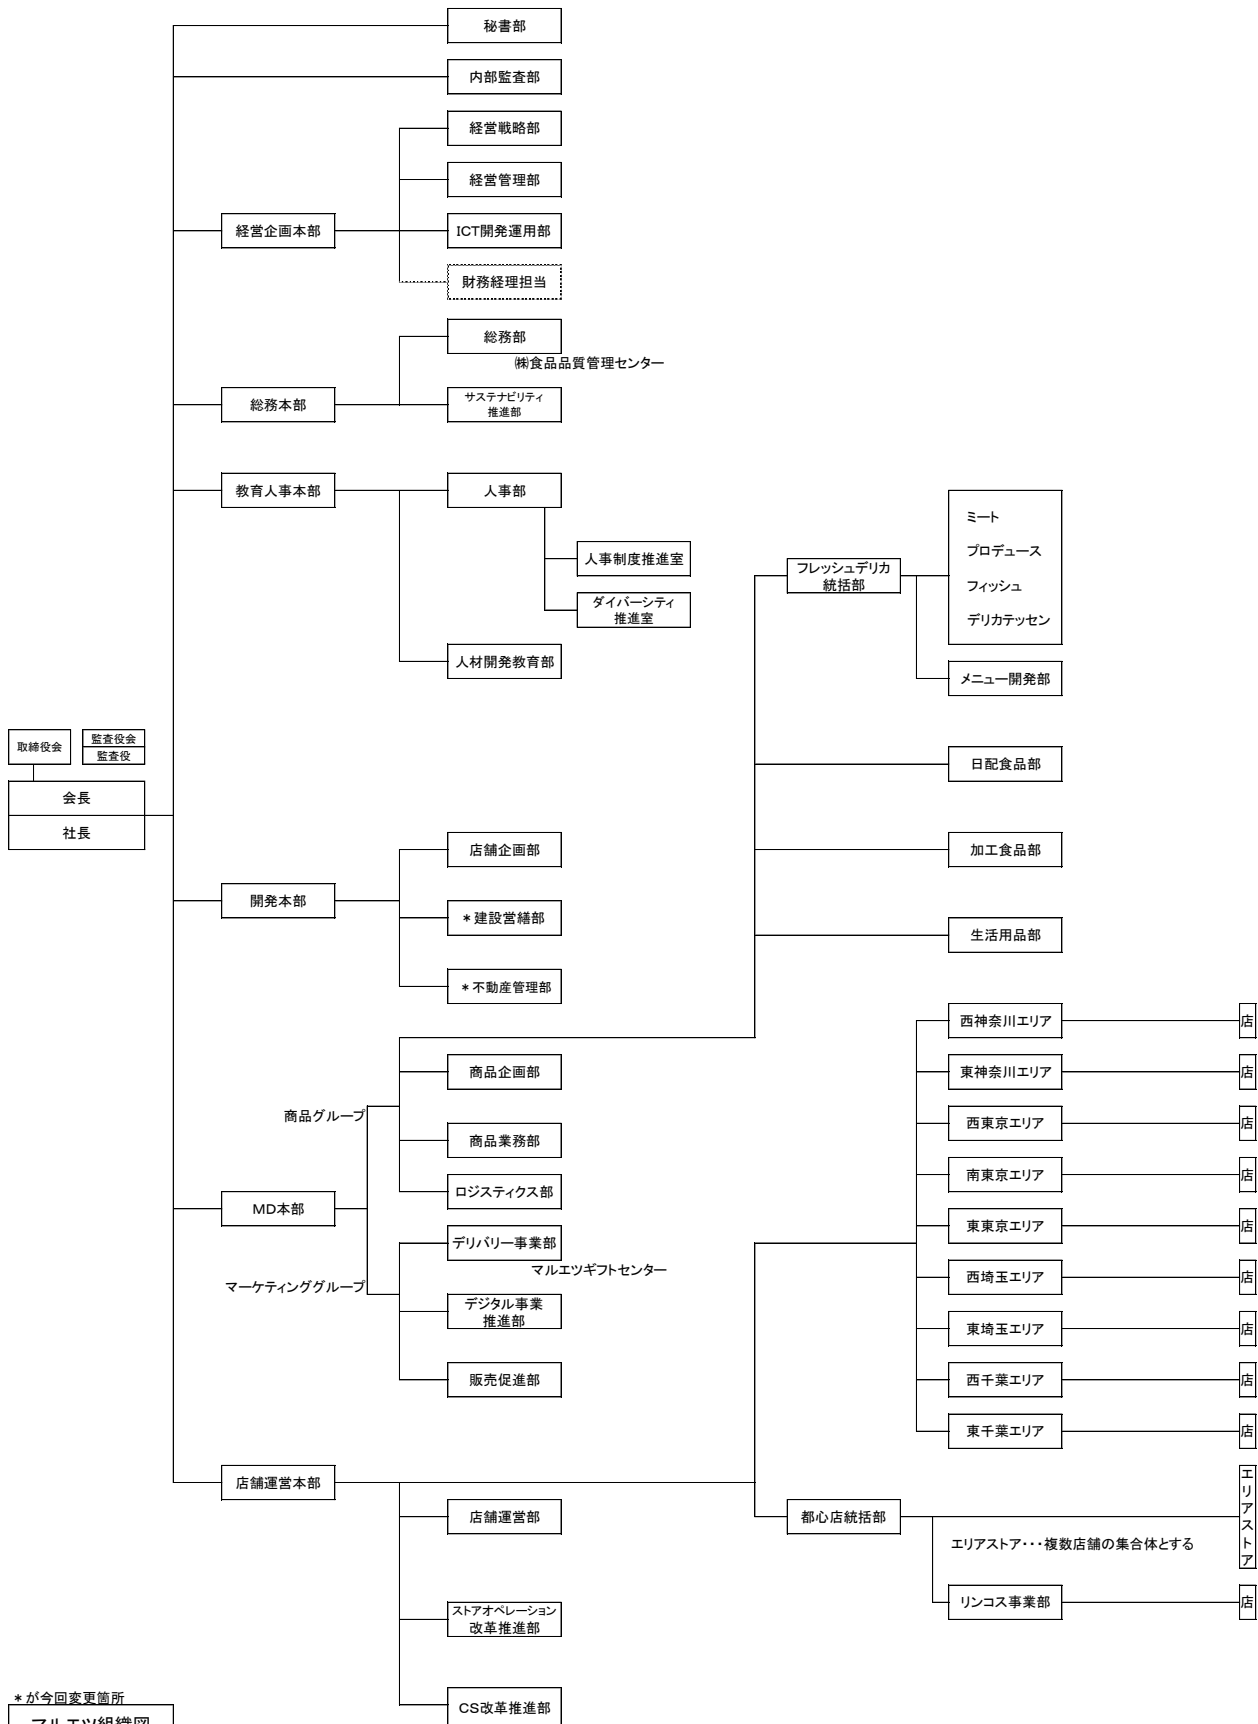 秘書部
内部監査部
経営戦略部
経営管理部
経営企画本部
ICT開発運用部
財務経理担当
総務部
㈱食品品質管理センター
総務本部
サステナビリティ
推進部
教育人事本部
人事部
人事制度推進室
ダイバーシティ
推進室
人材開発教育部
フレッシュデリカ
統括部
ミート
プロデュース
フィッシュ
デリカテッセン
メニュー開発部
取締役会
監査役会
監査役
会長
社長
日配食品部
加工食品部
生活用品部
店舗企画部
開発本部
＊建設営繕部
＊不動産管理部
商品企画部
商品グループ
商品業務部
ロジスティクス部
MD本部
デリバリー事業部
マルエツギフトセンター
マーケティンググループ
デジタル事業
推進部
販売促進部
西神奈川エリア
店
東神奈川エリア
店
西東京エリア
店
南東京エリア
店
東東京エリア
店
西埼玉エリア
店
東埼玉エリア
店
西千葉エリア
店
東千葉エリア
店
店舗運営本部
店舗運営部
都心店統括部
エリアストア
エリアストア・・・複数店舗の集合体とする
リンコス事業部
店
ストアオペレーション
改革推進部
CS改革推進部
＊が今回変更箇所
マルエツ組織図